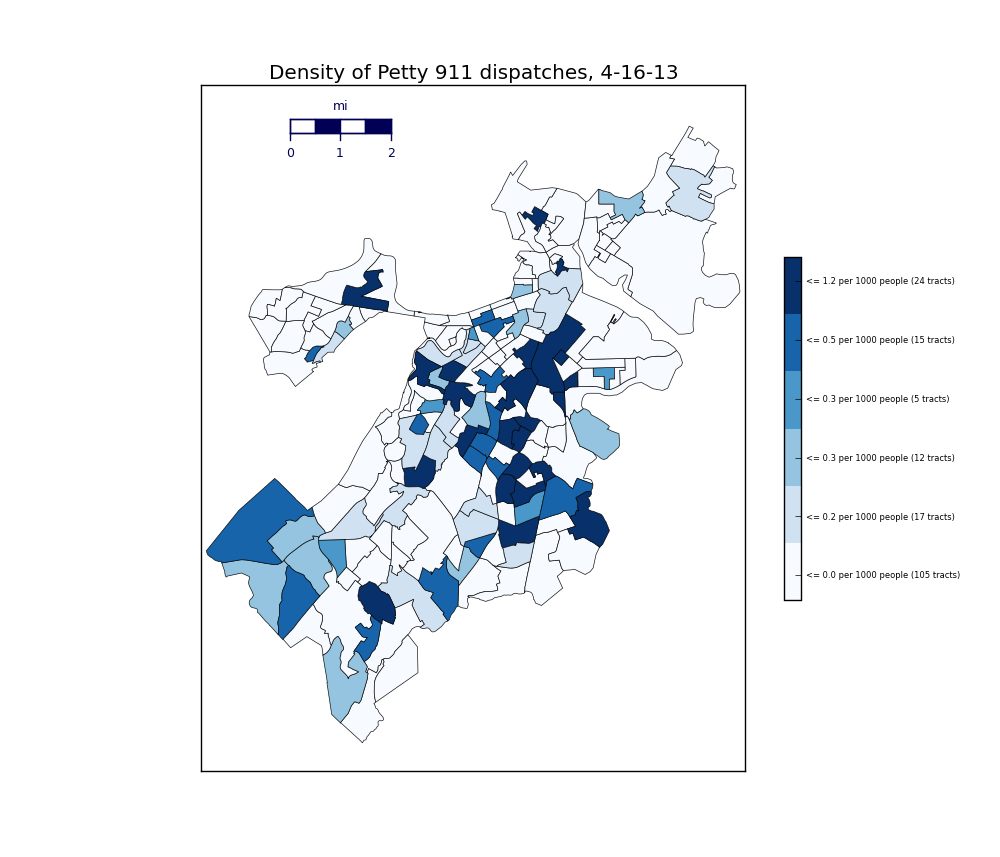 Density of Petty 911 dispatches, 4-16-13
mi
0 1 2
<= 1.2 per 1000 people (24 tracts)
<= 0.5 per 1000 people (15 tracts)
<= 0.3 per 1000 people (5 tracts)
<= 0.3 per 1000 people (12 tracts)
<= 0.2 per 1000 people (17 tracts)
<= 0.0 per 1000 people (105 tracts)